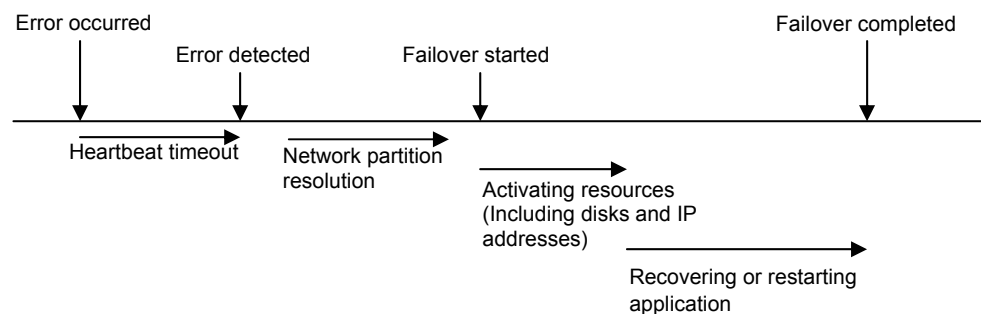 Error occurred
Failover completed
Error detected
Failover started
Heartbeat timeout
Network partition
resolution
Activating resources
(Including disks and IP
addresses)
Recovering or restarting
application